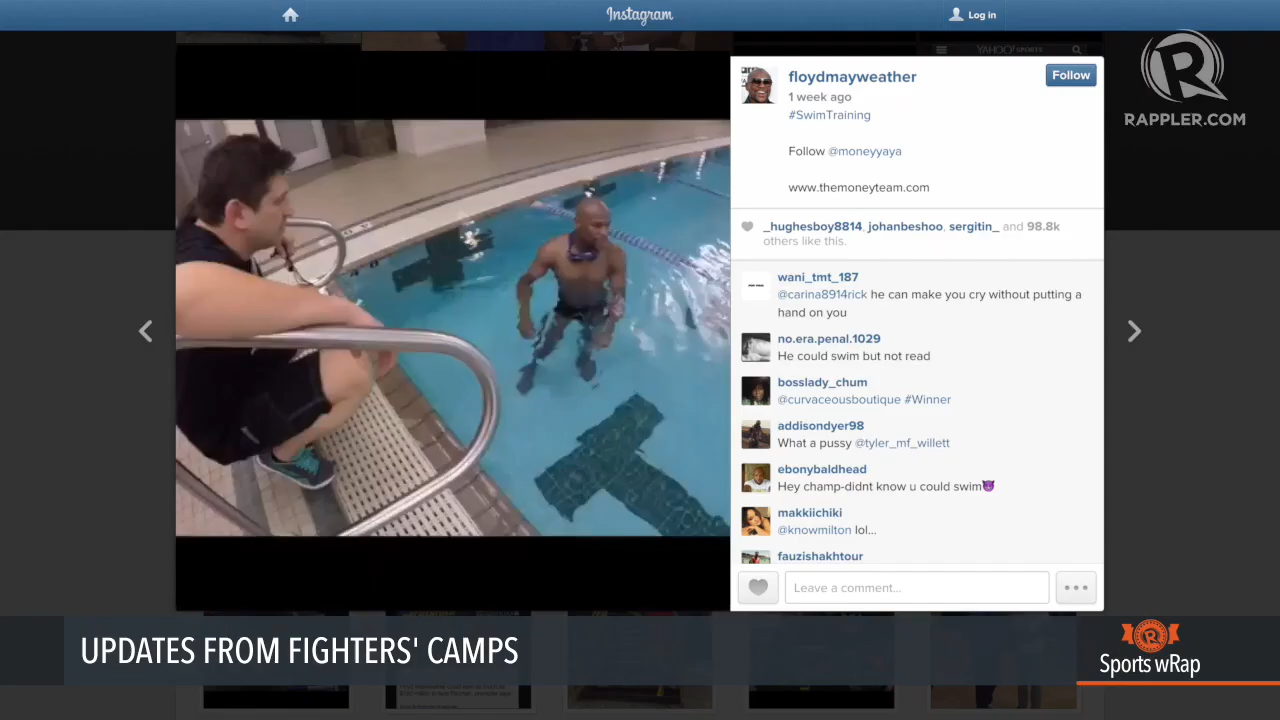 Instagram
Log in
YAHOO! SPORTS
floydmayweather
Follow
1 week ago
#SwimTraining
Follow @moneyyaya
www.themoneyteam.com
RAPPLER.COM
_hughesboy8814, johanbeshoo, sergitin_ and 98.8k
others like this.
wani_tmt_187
@carina8914rick he can make you cry without putting a
hand on you
no.era.penal.1029
He could swim but not read
bosslady_chum
@curvaceousboutique #Winner
addisondyer98
What a pussy @tyler_mf_willett
ebonybaldhead
Hey champ-didnt know u could swim😈
makkiichiki
@knowmilton lol...
fauzishakhtour
Leave a comment...
UPDATES FROM FIGHTERS' CAMPS
Sports wRap